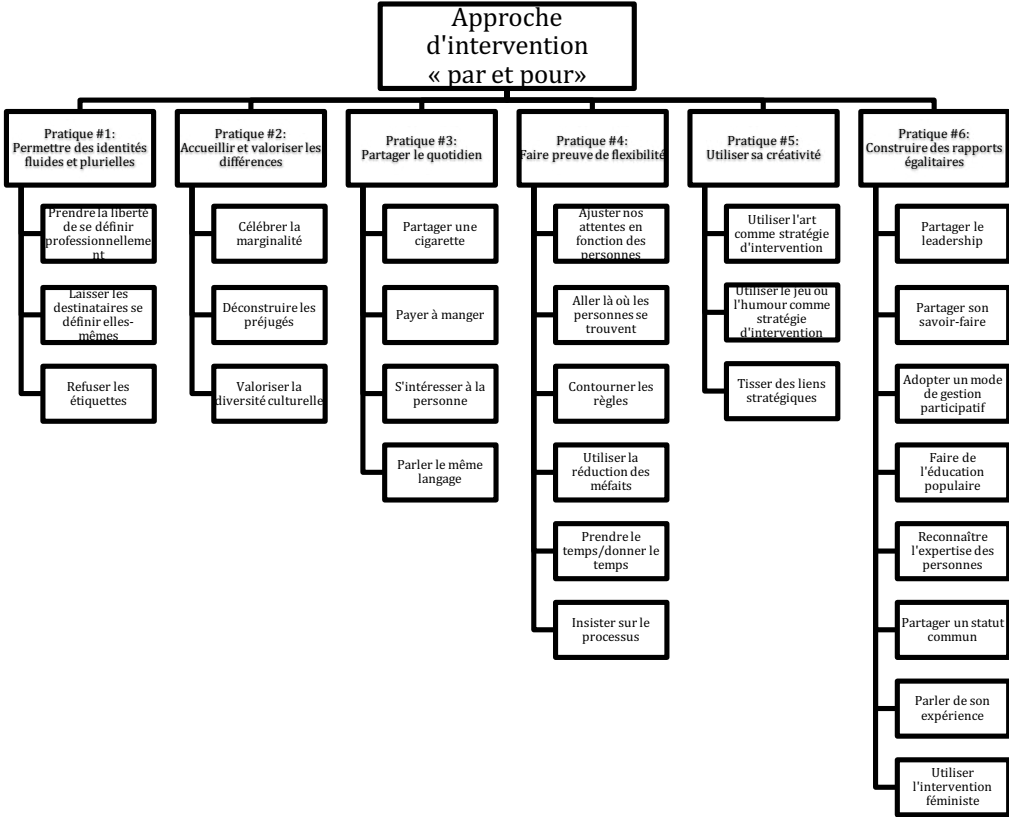 Approche
d'intervention
« par et pour»
Pratique #1:
Permettre des identités
fluides et plurielles
Prendre la liberté
de se définir
professionnelleme
nt
Laisser les
destinataires se
définir elles-
mêmes
Refuser les
étiquettes
Pratique #2:
Accueillir et valoriser les
différences
Célébrer la
marginalité
Déconstruire les
préjugés
Valoriser la
diversité culturelle
Pratique #3:
Partager le quotidien
Partager une
cigarette
Payer à manger
S'intéresser à la
personne
Parler le même
langage
Pratique #4:
Faire preuve de flexibilité
Ajuster nos
attentes en
fonction des
personnes
Aller là où les
personnes se
trouvent
Contourner les
règles
Utiliser la
réduction des
méfaits
Prendre le
temps/donner le
temps
Insister sur le
processus
Pratique #5:
Utiliser sa créativité
Utiliser l'art
comme stratégie
d'intervention
Utiliser le jeu ou
l'humour comme
stratégie
d'intervention
Tisser des liens
stratégiques
Pratique #6:
Construire des rapports
égalitaires
Partager le
leadership
Partager son
savoir-faire
Adopter un mode
de gestion
participatif
Faire de
l'éducation
populaire
Reconnaître
l'expertise des
personnes
Partager un statut
commun
Parler de son
expérience
Utiliser
l'intervention
féministe